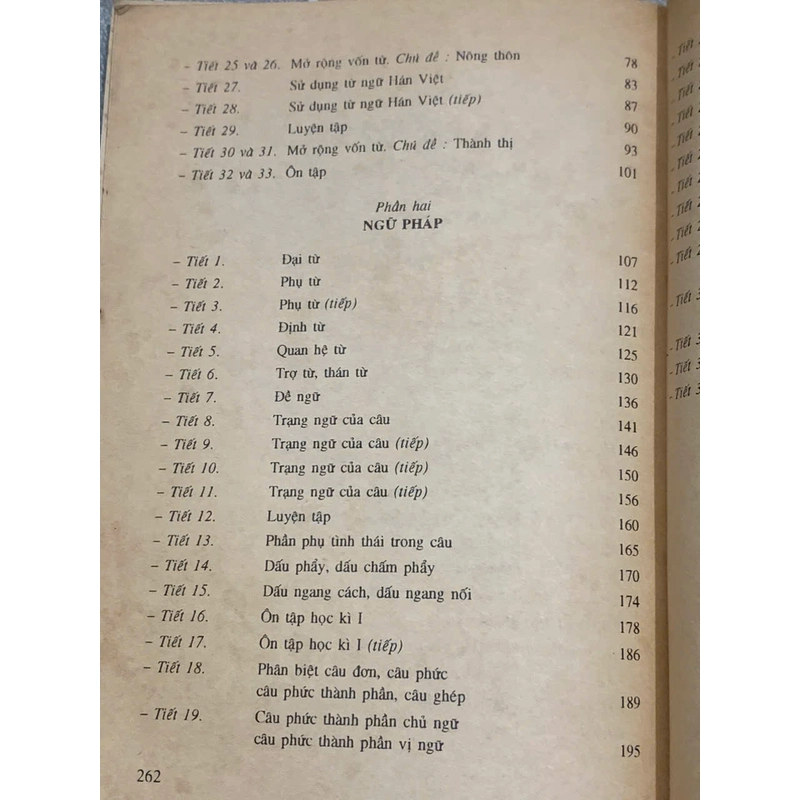 – Tiết 25 và 26. Mở rộng vốn từ. Chủ đề : Nông thôn 78
– Tiết 27. Sử dụng từ ngữ Hán Việt 83
– Tiết 28. Sử dụng từ ngữ Hán Việt (tiếp) 87
– Tiết 29. Luyện tập 90
– Tiết 30 và 31. Mở rộng vốn từ. Chủ đề : Thành thị 93
– Tiết 32 và 33. Ôn tập 101
Phần hai
NGỮ PHÁP
– Tiết 1. Đại từ 107
– Tiết 2. Phụ từ 112
– Tiết 3. Phụ từ (tiếp) 116
– Tiết 4. Định từ 121
– Tiết 5. Quan hệ từ 125
– Tiết 6. Trợ từ, thán từ 130
– Tiết 7. Đề ngữ 136
– Tiết 8. Trạng ngữ của câu 141
– Tiết 9. Trạng ngữ của câu (tiếp) 146
– Tiết 10. Trạng ngữ của câu (tiếp) 150
– Tiết 11. Trạng ngữ của câu (tiếp) 156
– Tiết 12. Luyện tập 160
– Tiết 13. Phần phụ tình thái trong câu 165
– Tiết 14. Dấu phẩy, dấu chấm phẩy 170
– Tiết 15. Dấu ngang cách, dấu ngang nối 174
– Tiết 16. Ôn tập học kì I 178
– Tiết 17. Ôn tập học kì I (tiếp) 186
– Tiết 18. Phân biệt câu đơn, câu phức
câu phức thành phần, câu ghép 189
– Tiết 19. Câu phức thành phần chủ ngữ
câu phức thành phần vị ngữ 195
262